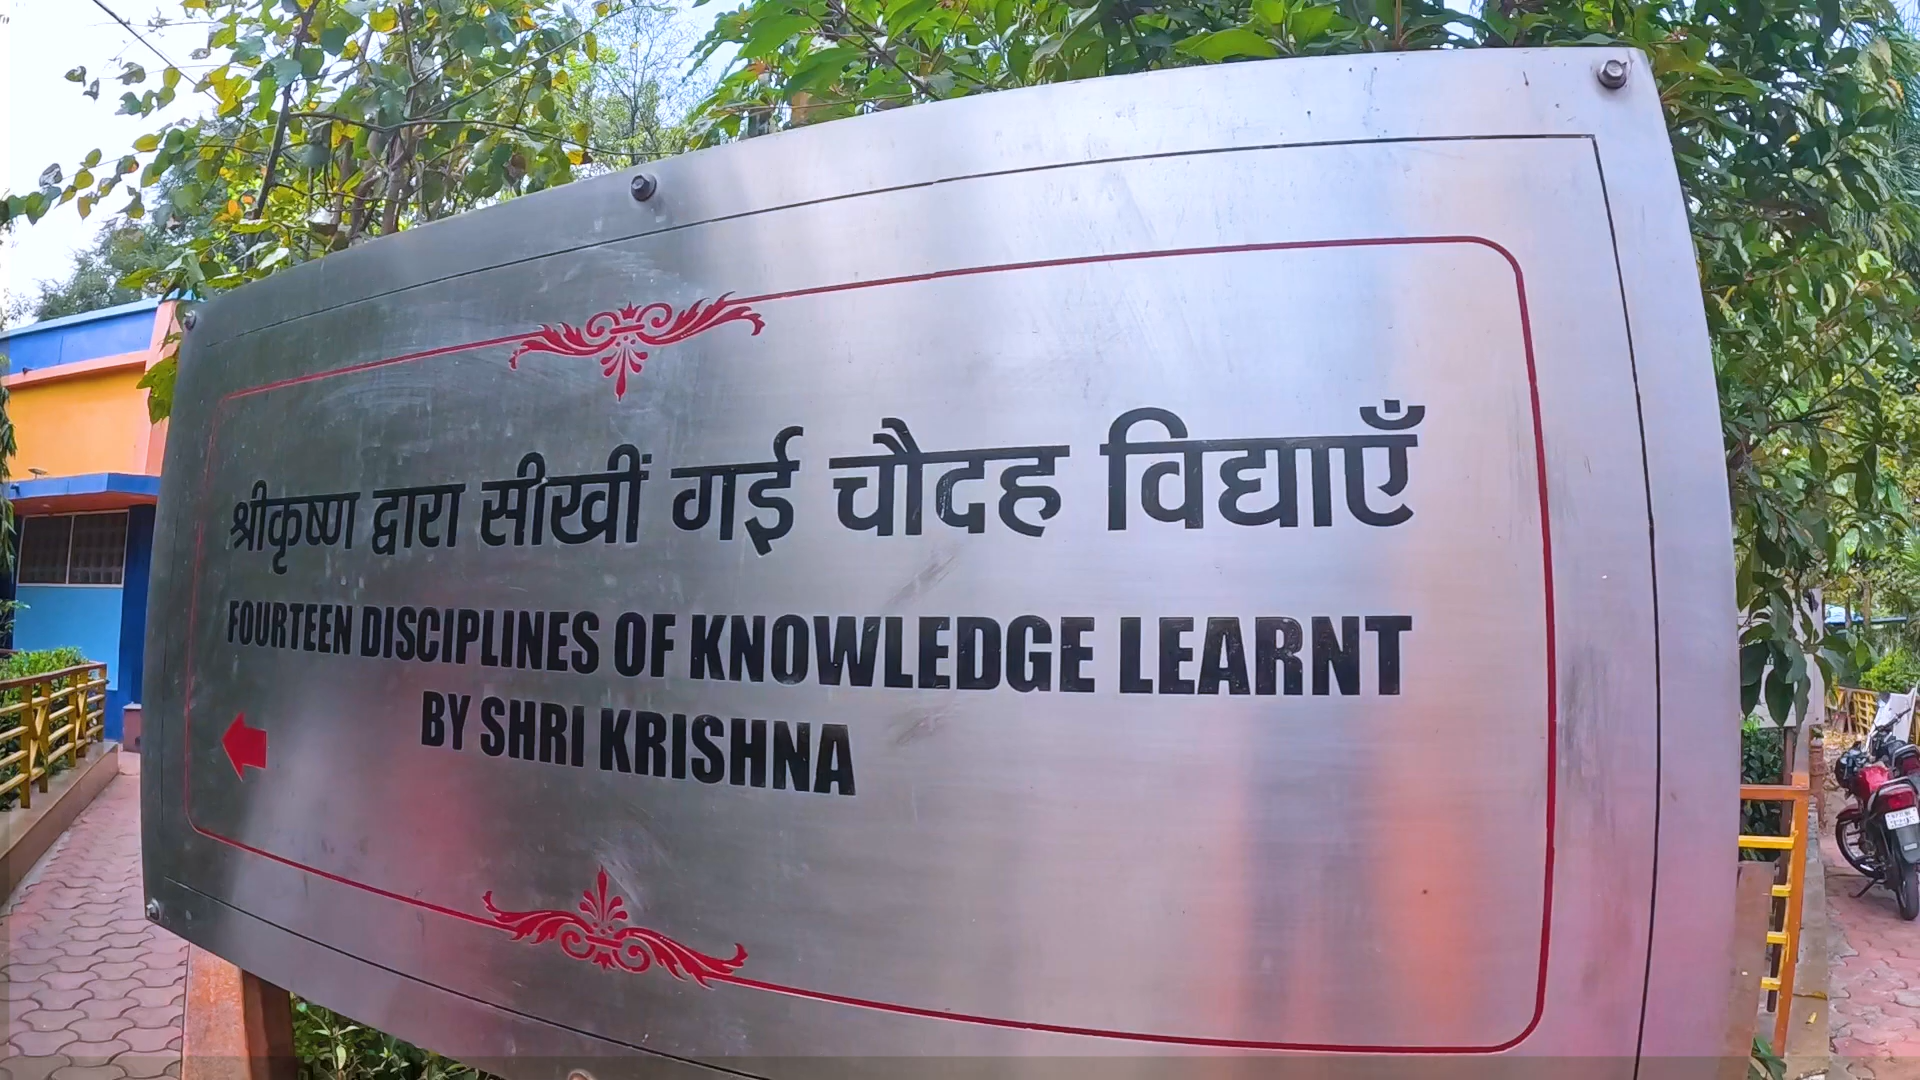 श्रीकृष्ण द्वारा सीखीं गई चौदह विद्याएँ
FOURTEEN DISCIPLINES OF KNOWLEDGE LEARNT
BY SHRI KRISHNA